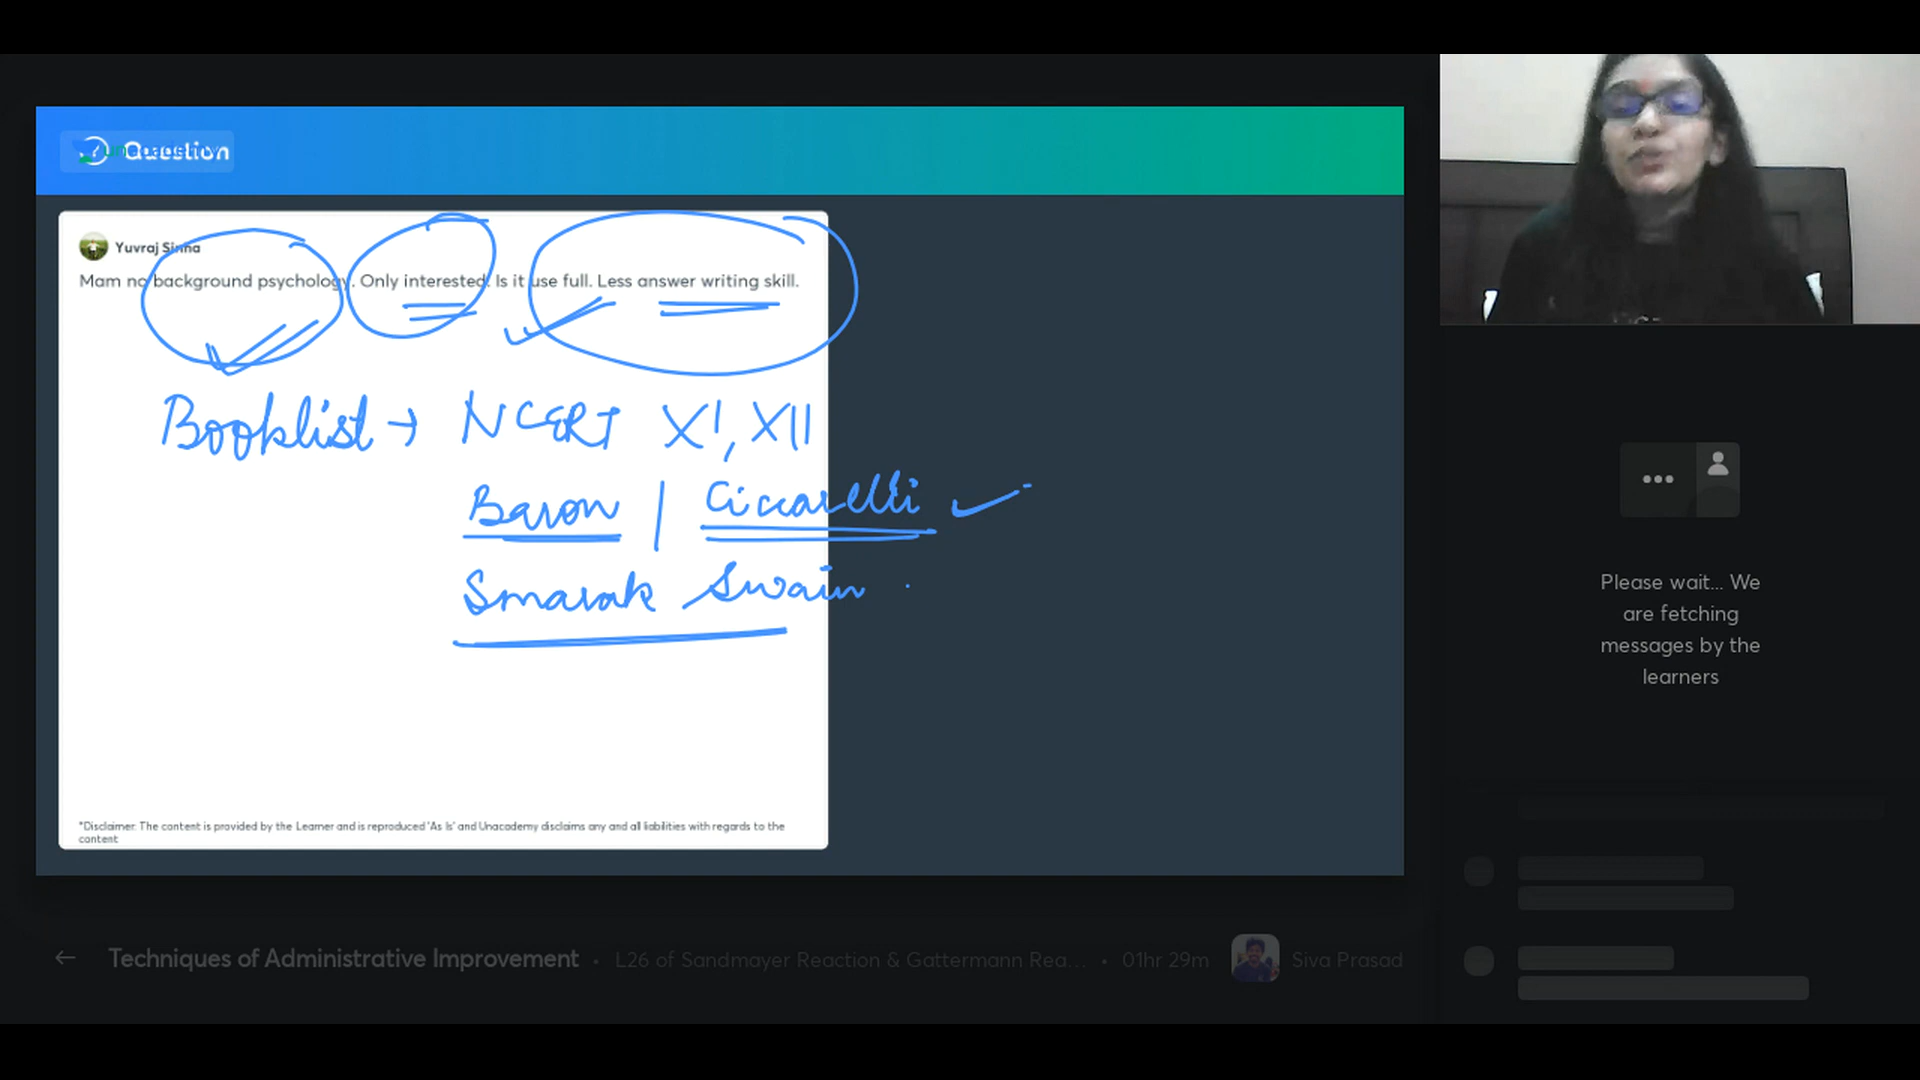 Question
Yuvraj Sinha
Mam no background psychology. Only interested. Is it use full. Less answer writing skill.
Booklist → NCERT XI, XII
Baron | Ciccarelli ✓
Smarak Swain
*Disclaimer: The content is provided by the Learner and is reproduced 'As Is' and Unacademy disclaims any and all liabilities with regards to the
content
Please wait... We
are fetching
messages by the
learners
Techniques of Administrative Improvement • L26 of Sandmayer Reaction & Gattermann Rea... • 01hr 29m Siva Prasad